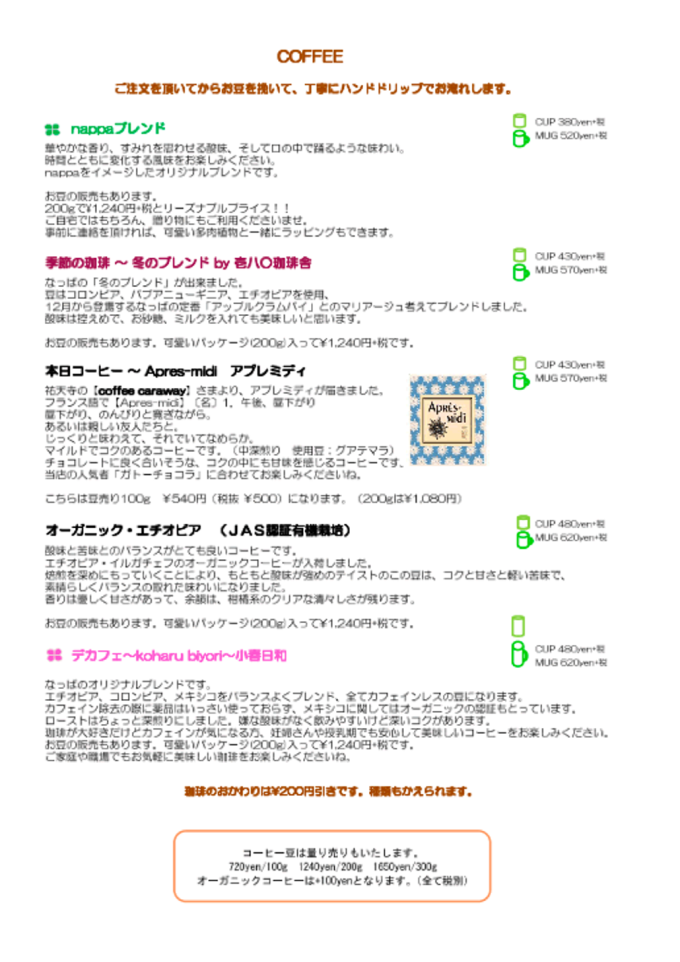 COFFEE
ご注文を頂いてからお豆を挽いて、丁寧にハンドドリップでお淹れします。
nappaブレンド
CUP 380yen+税
MUG 520yen+税
華やかな香り、すみれを思わせる酸味、そして口の中で踊るような味わい。
時間とともに変化する風味をお楽しみください。
nappaをイメージしたオリジナルブレンドです。
お豆の販売もあります。
200gで¥1,240円+税とリーズナブルプライス！！
ご自宅ではもちろん、贈り物にもご利用くださいませ。
事前に連絡を頂ければ、可愛い多肉植物と一緒にラッピングもできます。
季節の珈琲 ～ 冬のブレンド by 壱八〇珈琲舎
CUP 430yen+税
MUG 570yen+税
なっぱの「冬のブレンド」が出来ました。
豆はコロンビア、パプアニューギニア、エチオピアを使用、
12月から登場するなっぱの定番「アップルクラムパイ」とのマリアージュ考えてブレンドしました。
酸味は控えめで、お砂糖、ミルクを入れても美味しいと思います。
お豆の販売もあります。可愛いパッケージ(200g)入って¥1,240円+税です。
本日コーヒー ～ Apres-midi　アプレミディ
CUP 430yen+税
MUG 570yen+税
祐天寺の【coffee caraway】さまより、アプレミディが届きました。
フランス語で【Apres-midi】〔名〕1、午後、昼下がり
昼下がり、のんびりと寛ぎながら。
あるいは親しい友人たちと。
じっくりと味わえて、それでいてなめらか。
マイルドでコクのあるコーヒーです。（中深煎り　使用豆：グアテマラ）
チョコレートに良く合いそうな、コクの中にも甘味を感じるコーヒーです、
当店の人気者「ガトーチョコラ」に合わせてお楽しみくださいね。
APRÈS-MIDI
こちらは豆売り100g　¥540円（税抜 ¥500）になります。（200gは¥1,080円）
オーガニック・エチオピア　（ＪＡＳ認証有機栽培）
CUP 480yen+税
MUG 620yen+税
酸味と苦味とのバランスがとても良いコーヒーです。
エチオピア・イルガチェフのオーガニックコーヒーが入荷しました。
焙煎を深めにもっていくことにより、もともと酸味が強めのテイストのこの豆は、コクと甘さと軽い苦味で、
素晴らしくバランスの取れた味わいになりました。
香りは優しく甘さがあって、余韻は、柑橘系のクリアな清々しさが残ります。
お豆の販売もあります。可愛いパッケージ(200g)入って¥1,240円+税です。
デカフェ～koharu biyori～小春日和
CUP 480yen+税
MUG 620yen+税
なっぱのオリジナルブレンドです。
エチオピア、コロンビア、メキシコをバランスよくブレンド、全てカフェインレスの豆になります。
カフェイン除去の際に薬品はいっさい使っておらず、メキシコに関してはオーガニックの認証もとっています。
ローストはちょっと深煎りにしました。嫌な酸味がなく飲みやすいけど深いコクがあります。
珈琲が大好きだけどカフェインが気になる方、妊婦さんや授乳期でも安心して美味しいコーヒーをお楽しみください。
お豆の販売もあります。可愛いパッケージ(200g)入って¥1,240円+税です。
ご家庭や職場でもお気軽に美味しい珈琲をお楽しみくださいね、
珈琲のおかわりは¥200円引きです。種類もかえられます。
コーヒー豆は量り売りもいたします。
720yen/100g　1240yen/200g　1650yen/300g
オーガニックコーヒーは+100yenとなります。（全て税別）